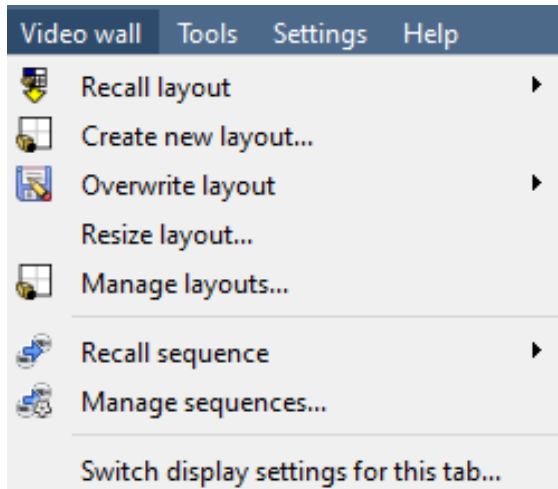 Video wall Tools Settings Help
Recall layout
Create new layout...
Overwrite layout
Resize layout...
Manage layouts...
Recall sequence
Manage sequences...
Switch display settings for this tab...